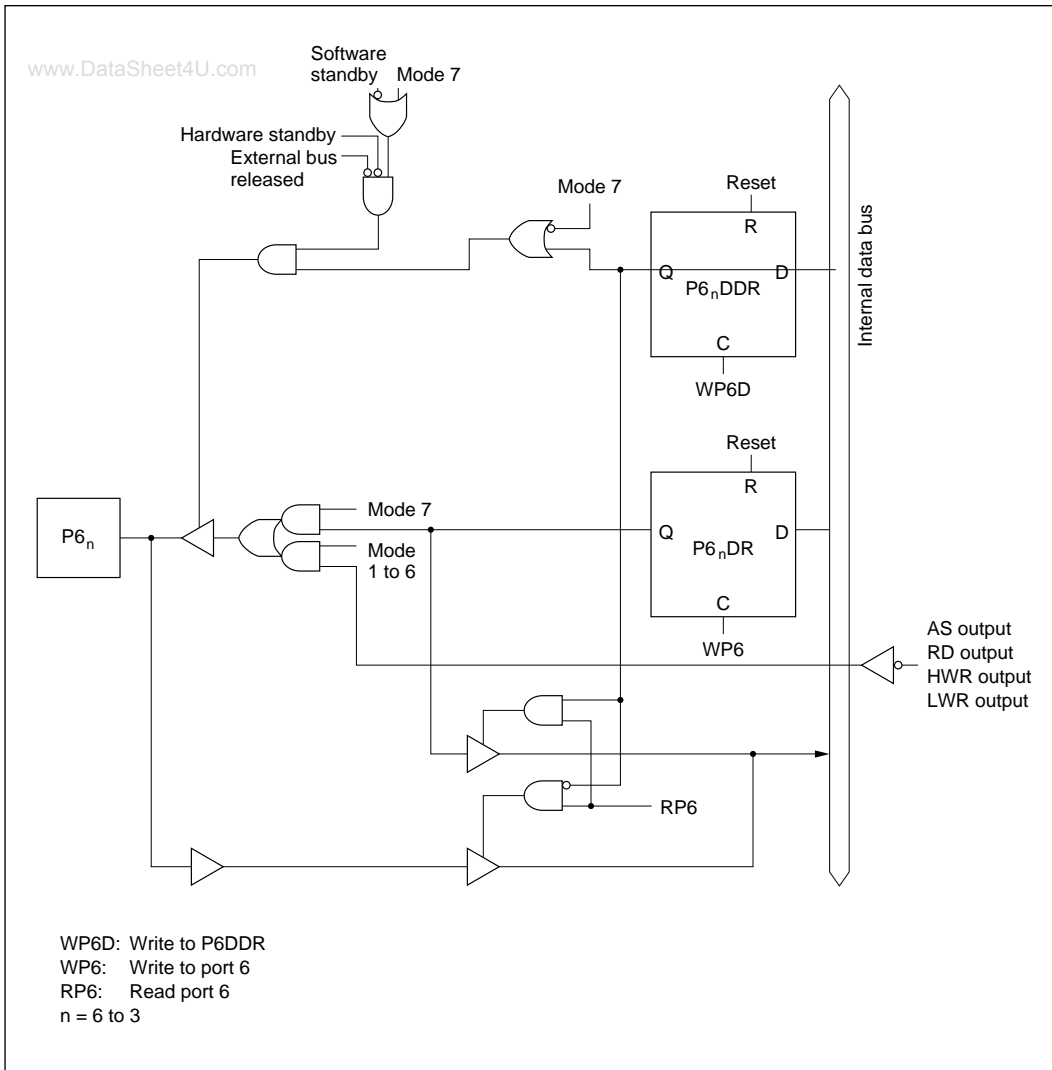 www.DataSheet4U.com
Software
standby
Mode 7
Hardware standby
External bus
released
Mode 7
Reset
R
Q
P6nDDR
D
C
WP6D
Internal data bus
Reset
R
Q
P6nDR
D
C
WP6
P6n
Mode 7
Mode
1 to 6
AS output
RD output
HWR output
LWR output
RP6
WP6D: Write to P6DDR
WP6: Write to port 6
RP6: Read port 6
n = 6 to 3